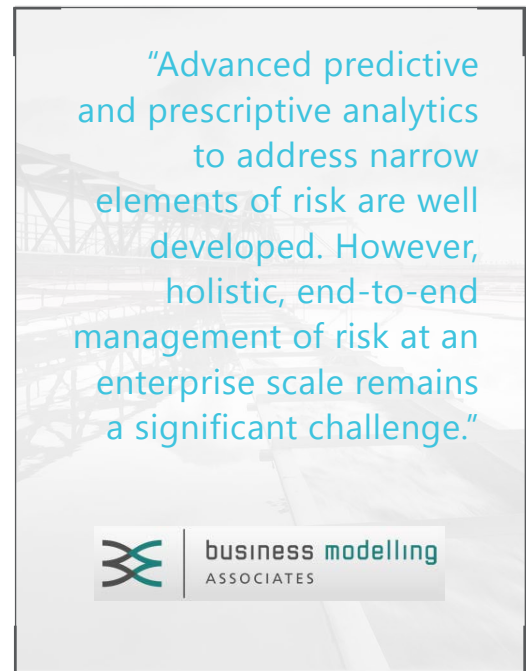 “Advanced predictive
and prescriptive analytics
to address narrow
elements of risk are well
developed. However,
holistic, end-to-end
management of risk at an
enterprise scale remains
a significant challenge.”
business modelling
ASSOCIATES